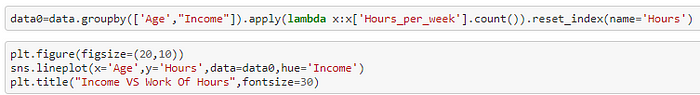 data0=data.groupby(['Age',"Income"]).apply(lambda x:x['Hours_per_week'].count()).reset_index(name='Hours')
plt.figure(figsize=(20,10))
sns.lineplot(x='Age',y='Hours',data=data0,hue='Income')
plt.title("Income VS Work Of Hours",fontsize=30)